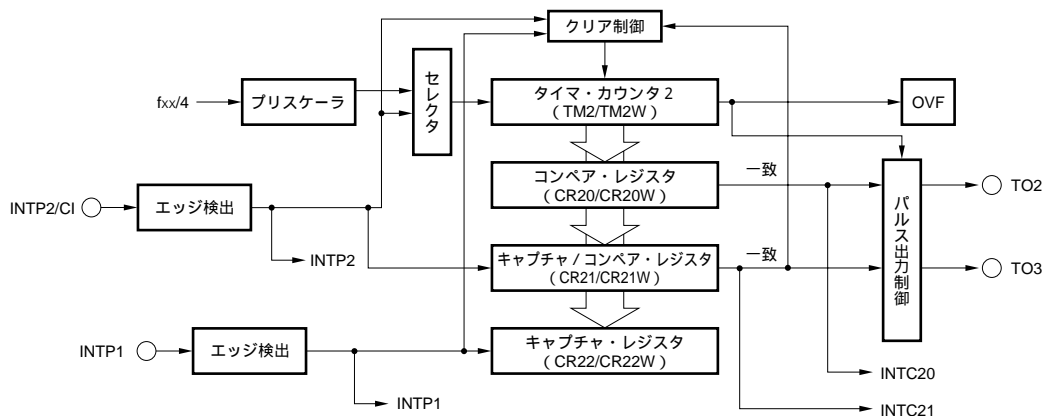 クリア制御
fxx/4
プリスケーラ
セレクタ
タイマ・カウンタ2
（TM2/TM2W）
OVF
コンペア・レジスタ
（CR20/CR20W）
一致
パルス出力制御
TO2
INTP2/CI
エッジ検出
INTP2
キャプチャ/コンペア・レジスタ
（CR21/CR21W）
一致
TO3
INTP1
エッジ検出
キャプチャ・レジスタ
（CR22/CR22W）
INTP1
INTC20
INTC21